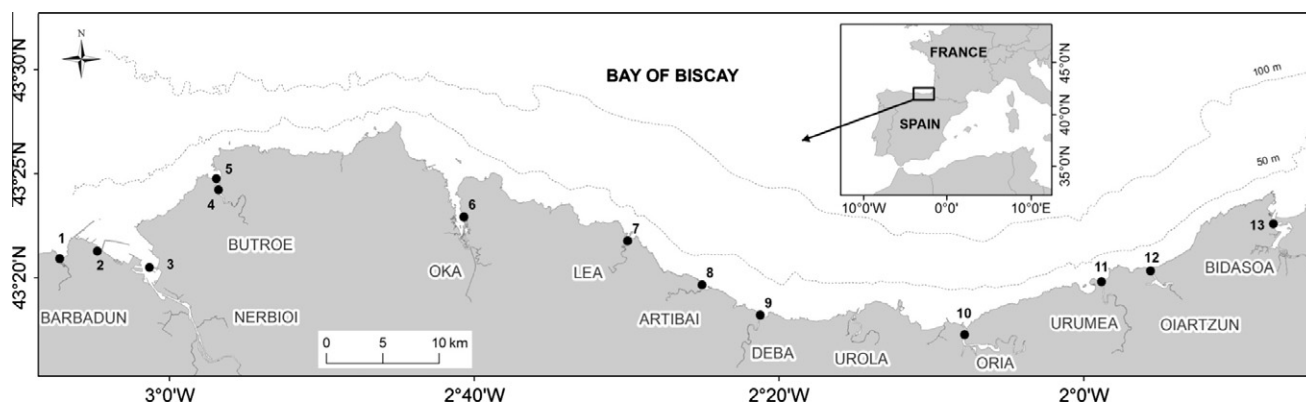 N
43°30'N
43°25'N
43°20'N
BAY OF BISCAY
100 m
50 m
FRANCE
SPAIN
45°0'N
40°0'N
35°0'N
10°0'W
0°0'
10°0'E
1
2
3
4
5
6
7
8
9
10
11
12
13
BARBADUN
NERBIOI
BUTROE
OKA
LEA
ARTIBAI
DEBA
UROLA
ORIA
URUMEA
OIARTZUN
BIDASOA
0 5 10 km
3°0'W
2°40'W
2°20'W
2°0'W